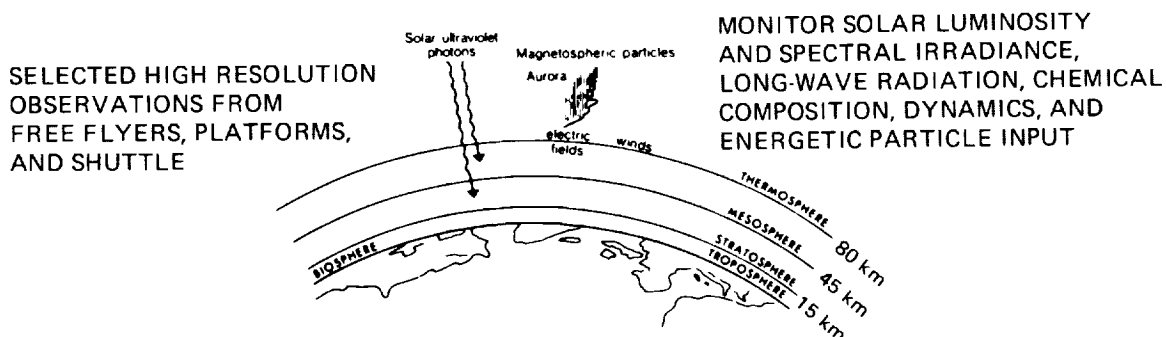 SELECTED HIGH RESOLUTION
OBSERVATIONS FROM
FREE FLYERS, PLATFORMS,
AND SHUTTLE
Solar ultraviolet
photons
Magnetospheric particles
Aurora
electric
fields
winds
MONITOR SOLAR LUMINOSITY
AND SPECTRAL IRRADIANCE,
LONG-WAVE RADIATION, CHEMICAL
COMPOSITION, DYNAMICS, AND
ENERGETIC PARTICLE INPUT
THERMOSPHERE
80 km
MESOSPHERE
45 km
STRATOSPHERE
15 km
TROPOSPHERE
BIOSPHERE